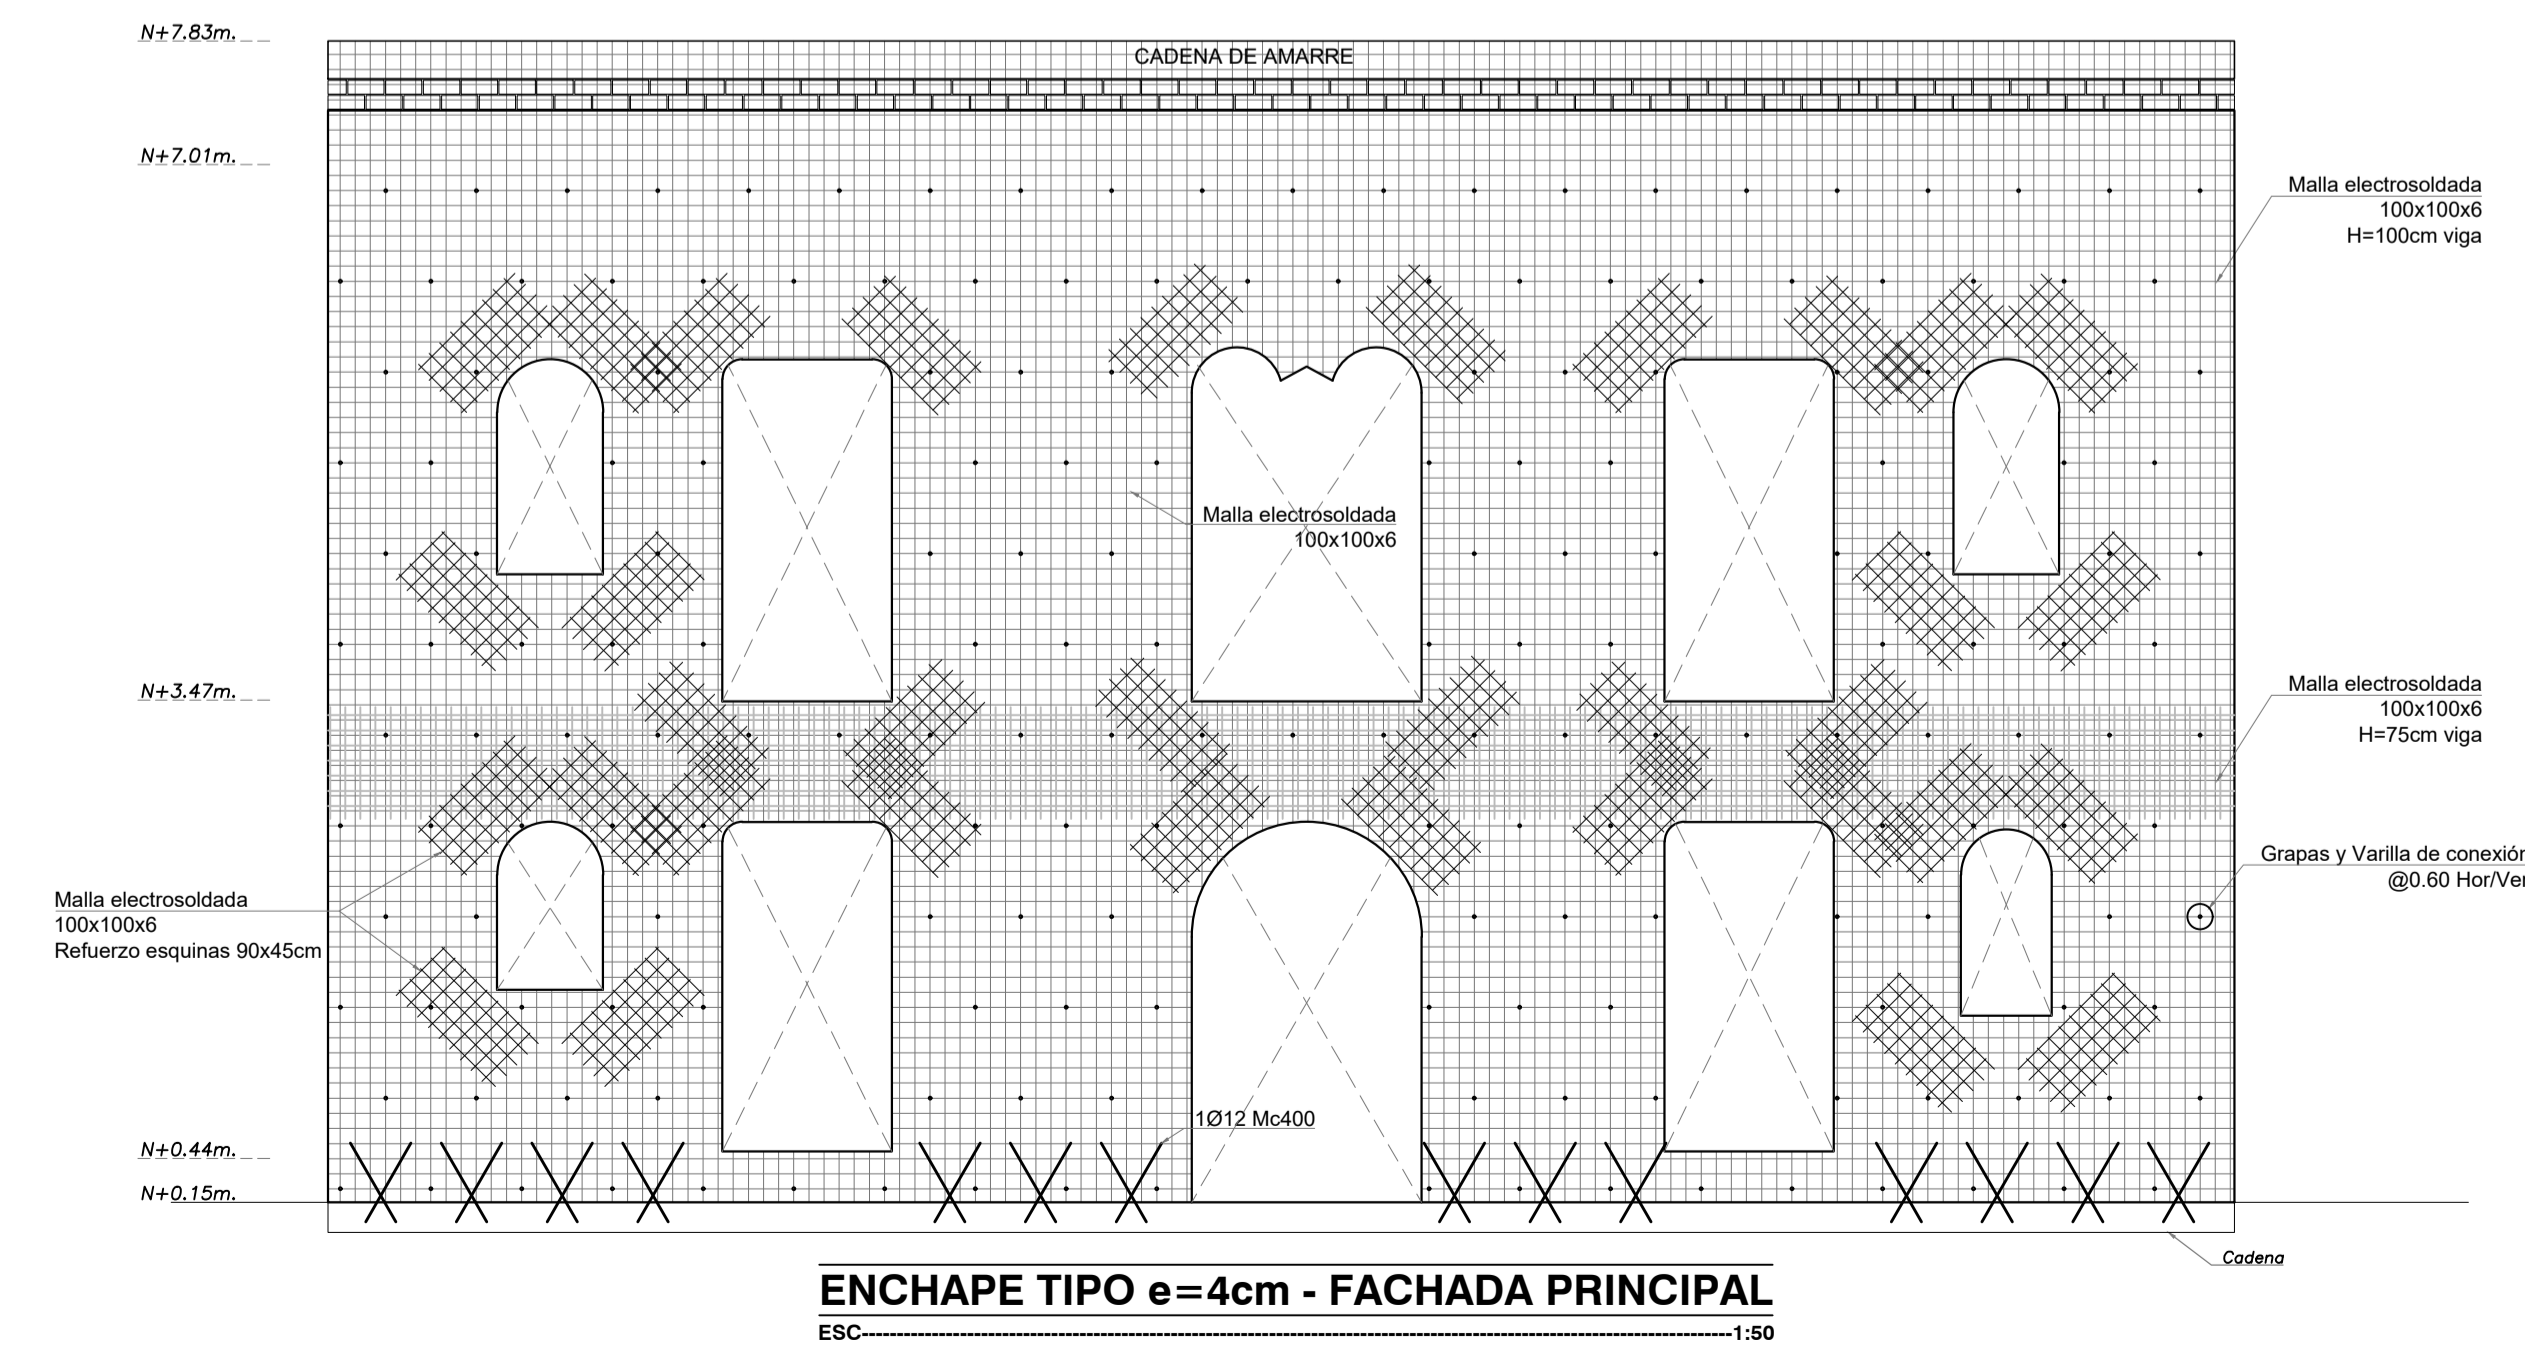 N+7.83m.
CADENA DE AMARRE
N+7.01m.
Malla electrosoldada
100x100x6
H=100cm viga
Malla electrosoldada
100x100x6
N+3.47m.
Malla electrosoldada
100x100x6
H=75cm viga
Grapas y Varilla de conexión
@0.60 Hor/Ver
Malla electrosoldada
100x100x6
Refuerzo esquinas 90x45cm
1Ø12 Mc400
N+0.44m.
N+0.15m.
Cadena
ENCHAPE TIPO e=4cm - FACHADA PRINCIPAL
ESC----------1:50